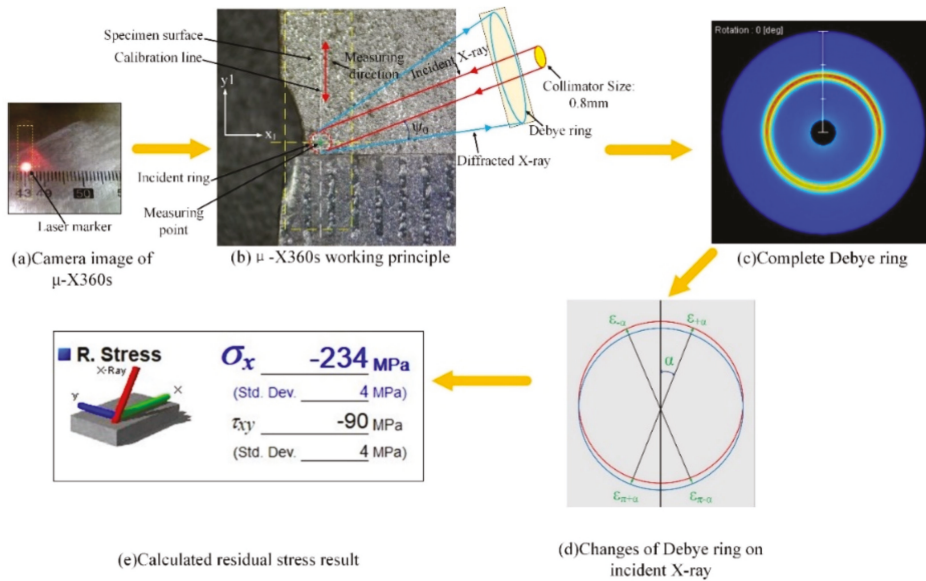 Laser marker
43 49 50
(a)Camera image of
μ-X360s
Specimen surface
Calibration line
Measuring
direction
Incident X-ray
y1
x1
ψ0
Collimator Size:
0.8mm
Debye ring
Diffracted X-ray
Incident ring
Measuring
point
(b) μ-X360s working principle
Rotation : 0 [deg]
(c)Complete Debye ring
ε-α
ε+α
α
επ+α
επ-α
(d)Changes of Debye ring on
incident X-ray
R. Stress
X-Ray
y
X
σx -234 MPa
(Std. Dev. 4 MPa)
τxy -90 MPa
(Std. Dev. 4 MPa)
(e)Calculated residual stress result